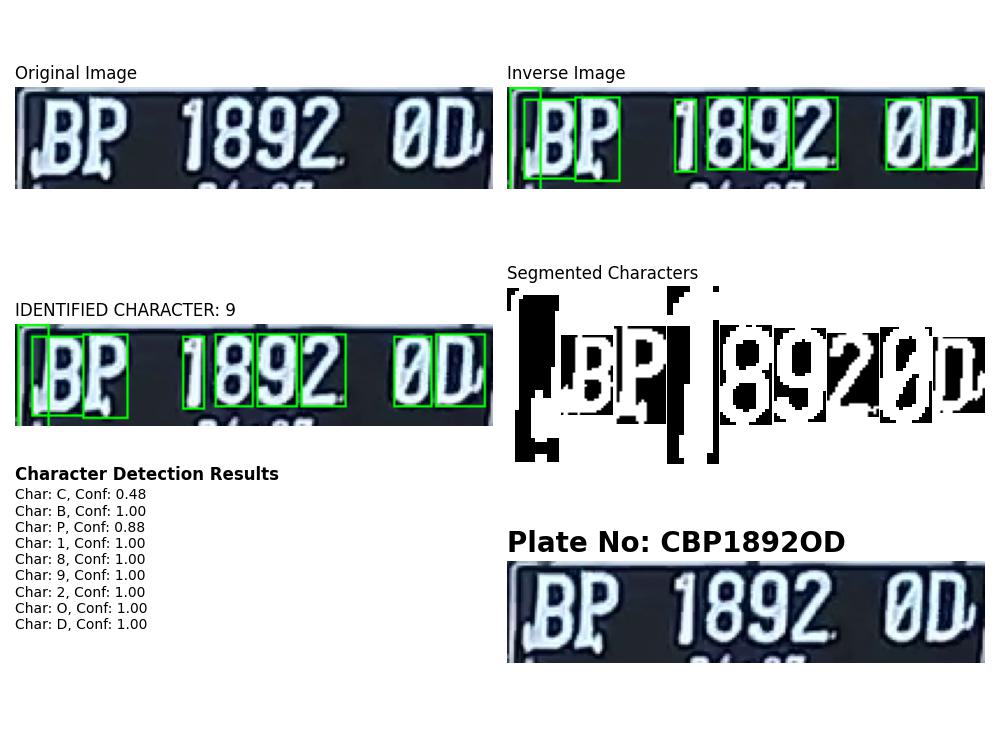 Original Image
BP 1892 0D
Inverse Image
BP 1892 0D
IDENTIFIED CHARACTER: 9
BP 1892 0D
Segmented Characters
BP 18920D
Character Detection Results
Char: C, Conf: 0.48
Char: B, Conf: 1.00
Char: P, Conf: 0.88
Char: 1, Conf: 1.00
Char: 8, Conf: 1.00
Char: 9, Conf: 1.00
Char: 2, Conf: 1.00
Char: O, Conf: 1.00
Char: D, Conf: 1.00
Plate No: CBP1892OD
BP 1892 0D